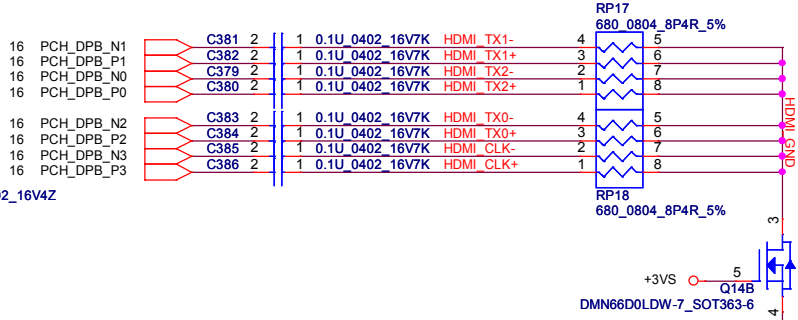 RP17
680_0804_8P4R_5%
16 PCH_DPB_N1 C381 2 1 0.1U_0402_16V7K HDMI_TX1- 4 5
16 PCH_DPB_P1 C382 2 1 0.1U_0402_16V7K HDMI_TX1+ 3 6
16 PCH_DPB_N0 C379 2 1 0.1U_0402_16V7K HDMI_TX2- 2 7
16 PCH_DPB_P0 C380 2 1 0.1U_0402_16V7K HDMI_TX2+ 1 8
16 PCH_DPB_N2 C383 2 1 0.1U_0402_16V7K HDMI_TX0- 4 5
16 PCH_DPB_P2 C384 2 1 0.1U_0402_16V7K HDMI_TX0+ 3 6
16 PCH_DPB_N3 C385 2 1 0.1U_0402_16V7K HDMI_CLK- 2 7
16 PCH_DPB_P3 C386 2 1 0.1U_0402_16V7K HDMI_CLK+ 1 8
HDMI_GND
02_16V4Z
RP18
680_0804_8P4R_5%
3
+3VS 5
Q14B
DMN66D0LDW-7_SOT363-6
4